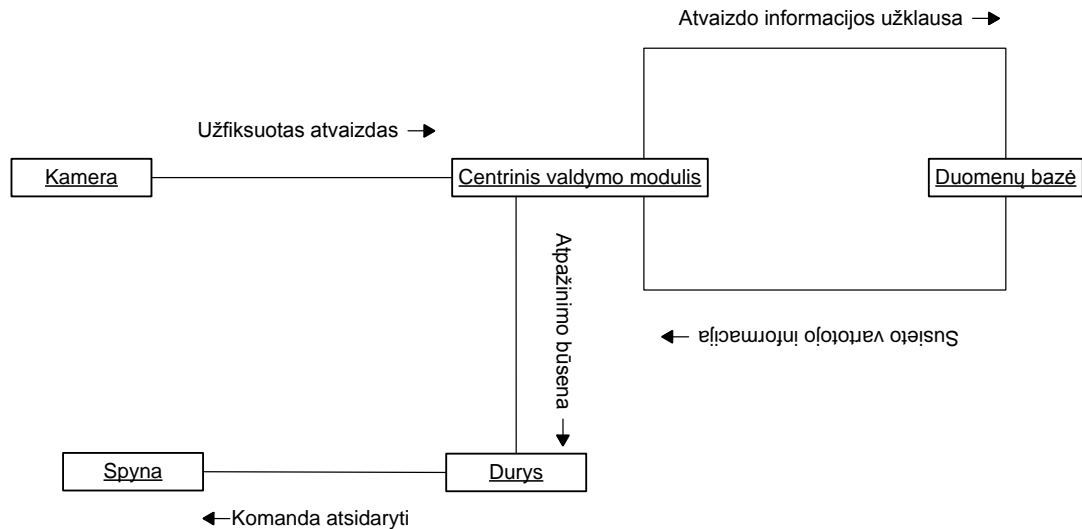 Atvaizdo informacijos užklausa
Užfiksuotas atvaizdas
Kamera
Centrinis valdymo modulis
Duomenų bazė
Atpažinimo būsena
Susieto vartotojo informacija
Spyna
Durys
Komanda atsidaryti